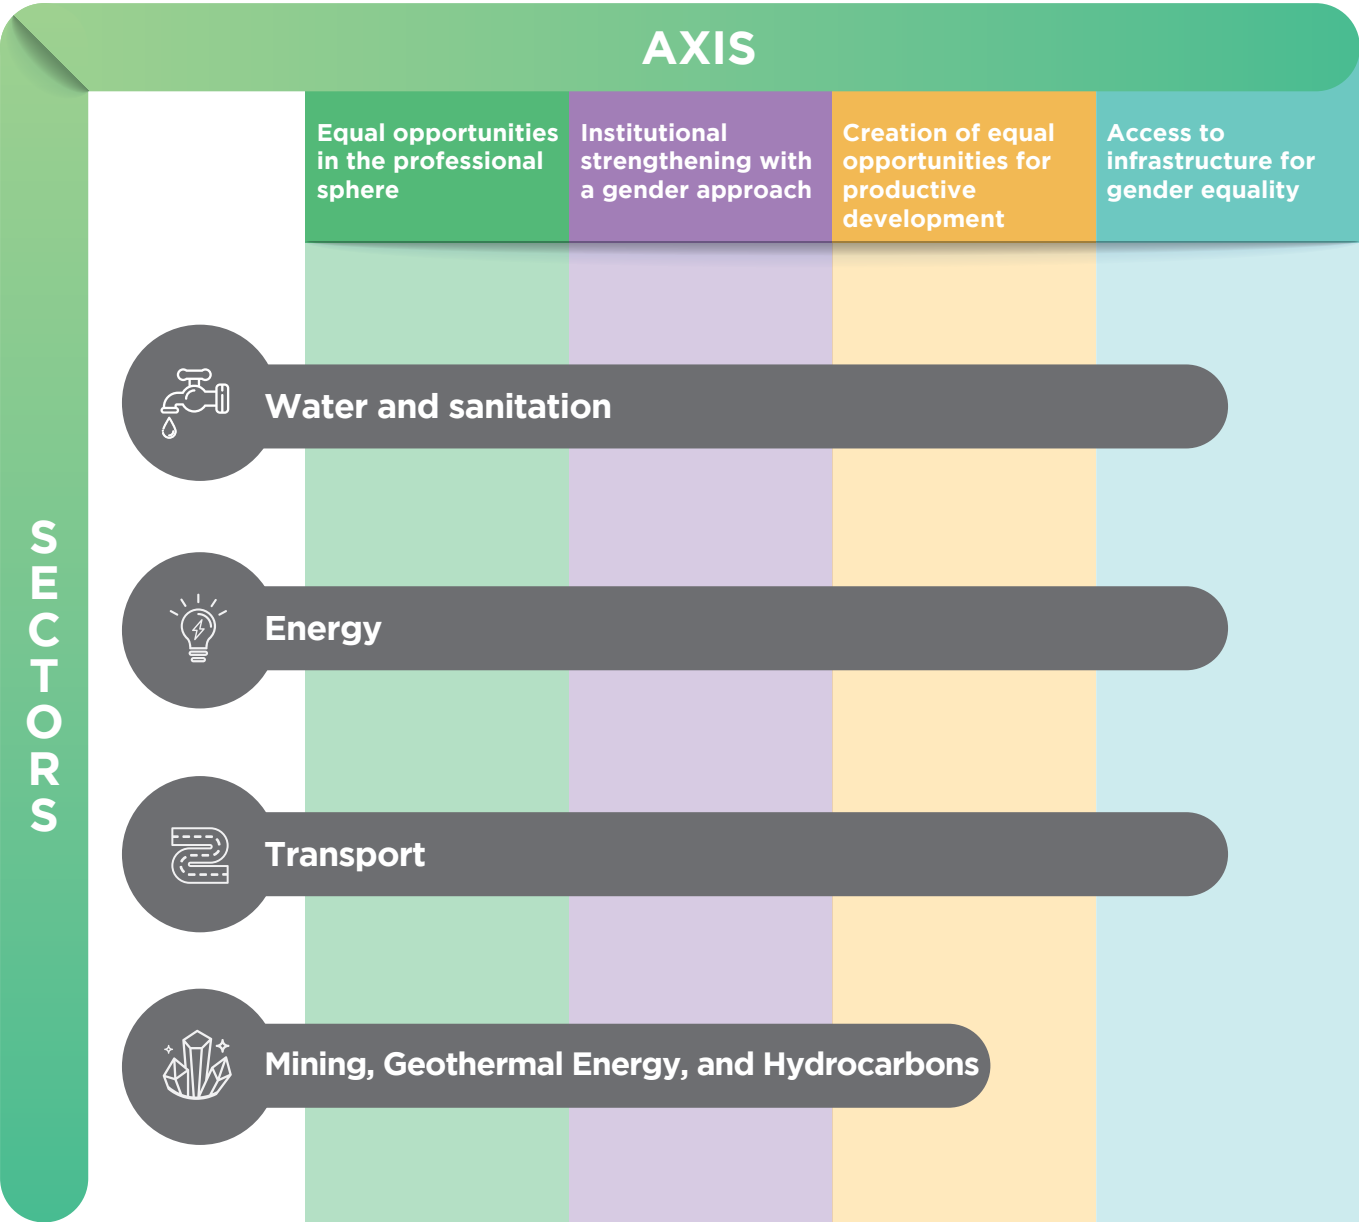 AXIS
Equal opportunities
in the professional
sphere
Institutional
strengthening with
a gender approach
Creation of equal
opportunities for
productive
development
Access to
infrastructure for
gender equality
SECTORS
Water and sanitation
Energy
Transport
Mining, Geothermal Energy, and Hydrocarbons